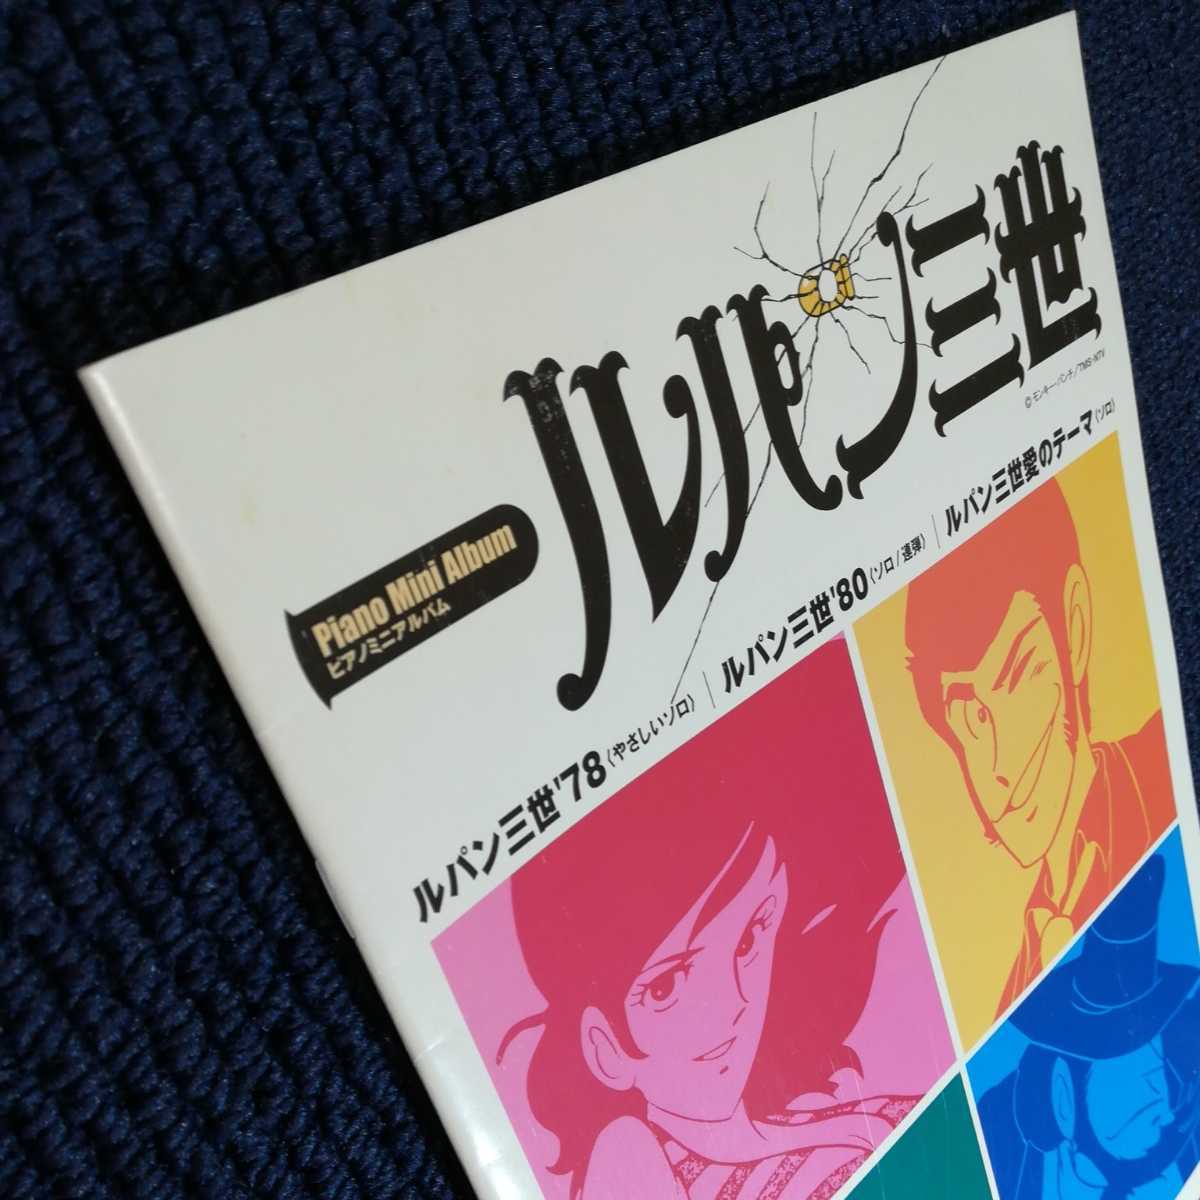 ルパン三世
Piano Mini Album
ピアノミニアルバム
©モンキー・パンチ/TMS・NTV
ルパン三世'78〈やさしいソロ〉｜ルパン三世'80〈ソロ/連弾〉｜ルパン三世愛のテーマ〈ソロ〉